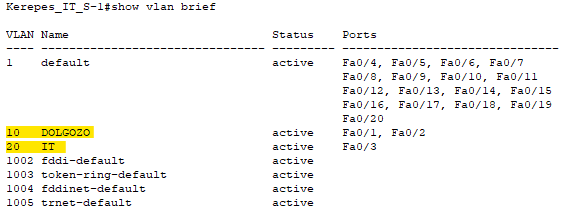 Kerepes_IT_S-1#show vlan brief
VLAN Name                             Status    Ports
---- -------------------------------- --------- -------------------------------
1    default                          active    Fa0/4, Fa0/5, Fa0/6, Fa0/7
                                                Fa0/8, Fa0/9, Fa0/10, Fa0/11
                                                Fa0/12, Fa0/13, Fa0/14, Fa0/15
                                                Fa0/16, Fa0/17, Fa0/18, Fa0/19
                                                Fa0/20
10   DOLGOZO                          active    Fa0/1, Fa0/2
20   IT                               active    Fa0/3
1002 fddi-default                     active
1003 token-ring-default               active
1004 fddinet-default                  active
1005 trnet-default                    active